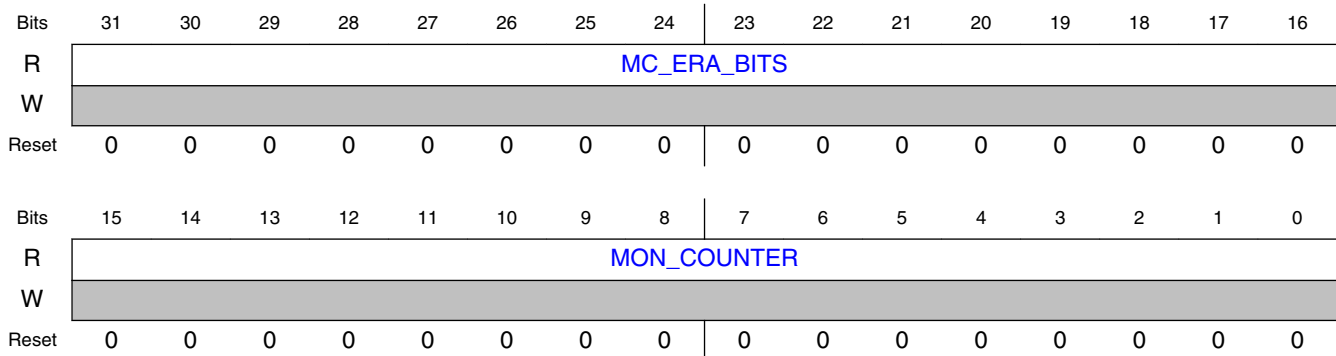 Bits 31 30 29 28 27 26 25 24 23 22 21 20 19 18 17 16
R MC_ERA_BITS
W
Reset 0 0 0 0 0 0 0 0 0 0 0 0 0 0 0 0
Bits 15 14 13 12 11 10 9 8 7 6 5 4 3 2 1 0
R MON_COUNTER
W
Reset 0 0 0 0 0 0 0 0 0 0 0 0 0 0 0 0